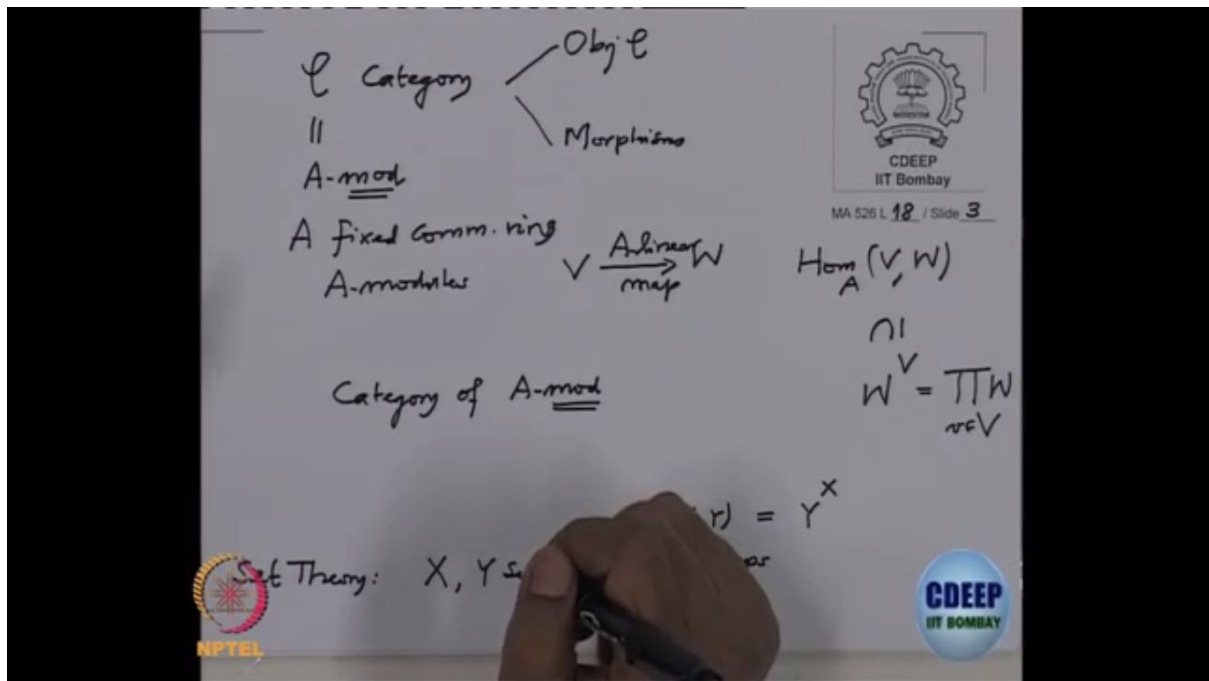 𝒞 Category
Obj 𝒞
Morphisms
||
A-mod
A fixed comm. ring
A-modules
V A-linear map → W
Hom_A (V, W)
∩|
W^V = ∏_{v∈V} W
Category of A-mod
Y) = Y^X
Set Theory: X, Y
CDEEP
IIT Bombay
MA 526 L 18 / Slide 3
NPTEL
CDEEP
IIT BOMBAY